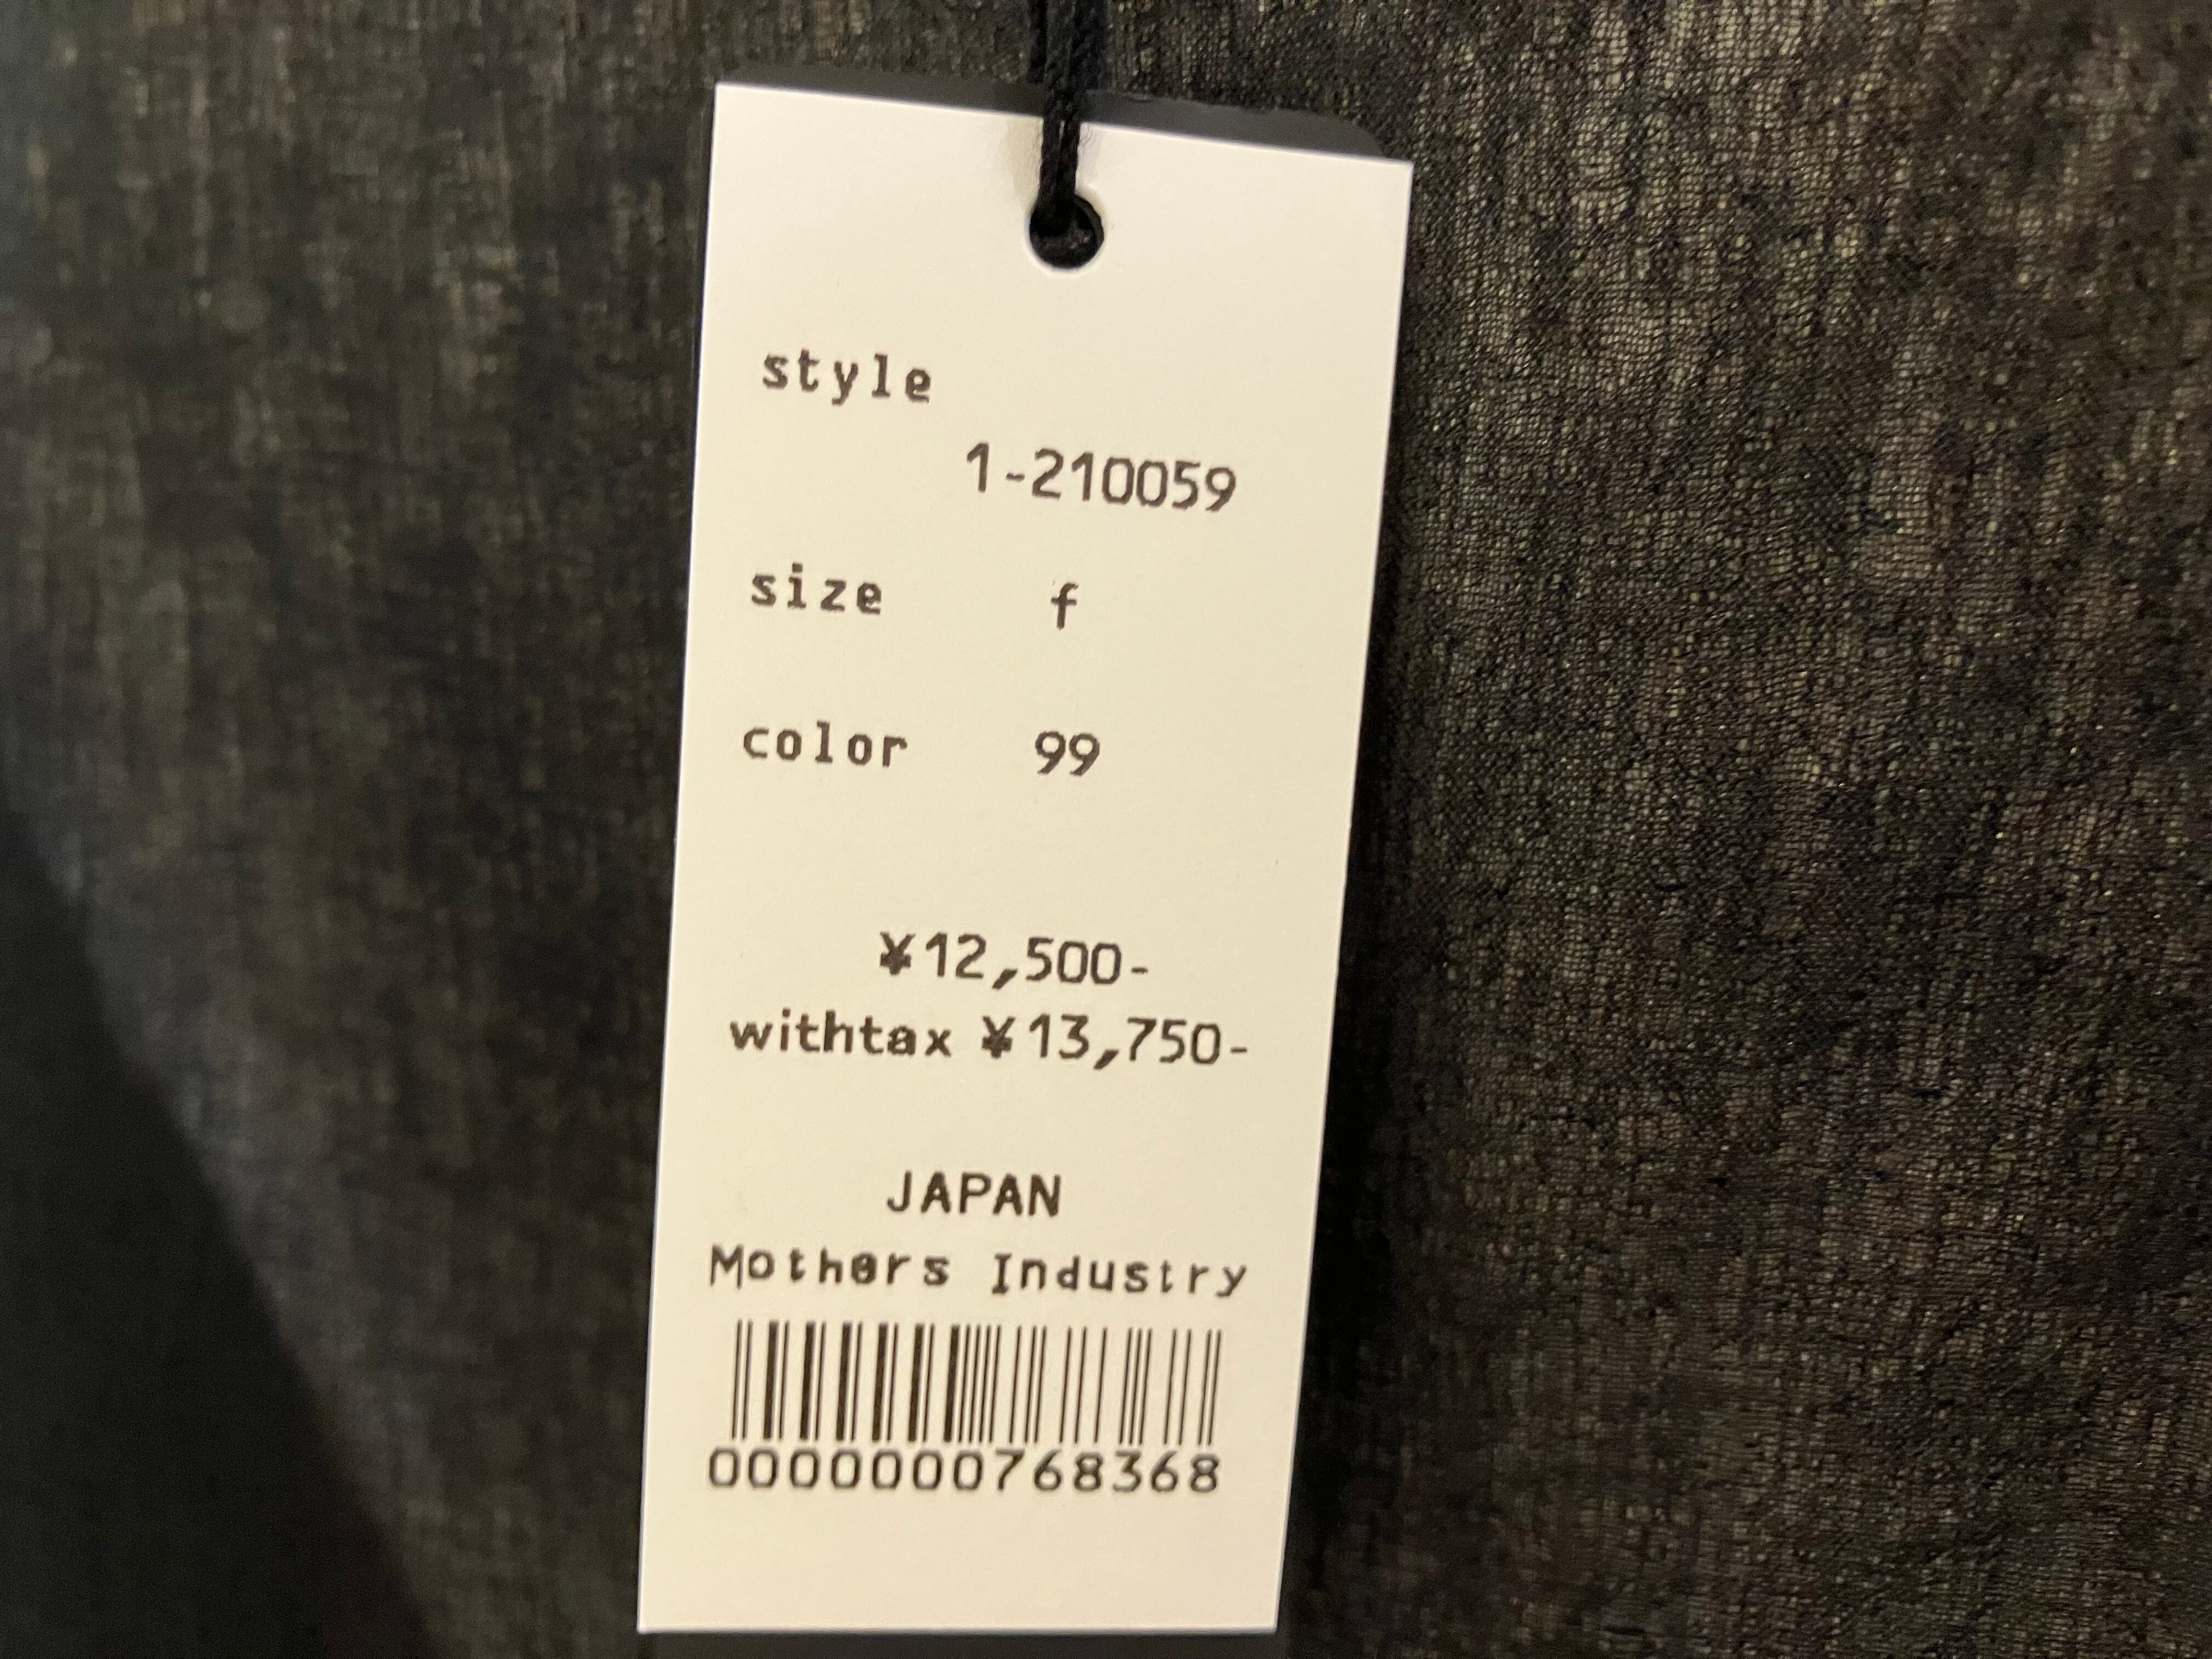 style
1-210059
size f
color 99
¥12,500-
withtax ¥13,750-
JAPAN
Mothers Industry
0000000768368